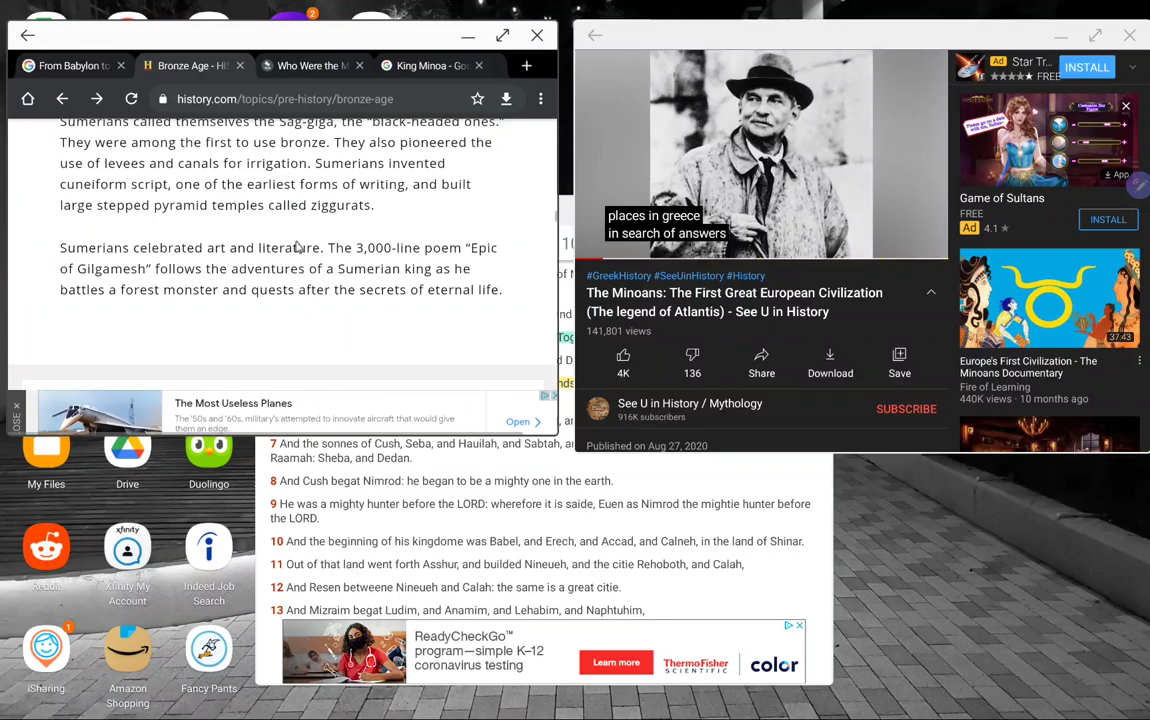 2
From Babylon to
Bronze Age - HIS
Who Were the M
King Minoa - Goo
history.com/topics/pre-history/bronze-age
Sumerians called themselves the Sag-giga, the “black-headed ones.”
They were among the first to use bronze. They also pioneered the
use of levees and canals for irrigation. Sumerians invented
cuneiform script, one of the earliest forms of writing, and built
large stepped pyramid temples called ziggurats.
Sumerians celebrated art and literature. The 3,000-line poem “Epic
of Gilgamesh” follows the adventures of a Sumerian king as he
battles a forest monster and quests after the secrets of eternal life.
The Most Useless Planes
The '50s and '60s, military's attempted to innovate aircraft that would give
them an edge.
Open
places in greece
in search of answers
#GreekHistory #SeeUinHistory #History
The Minoans: The First Great European Civilization
(The legend of Atlantis) - See U in History
141,801 views
4K
136
Share
Download
Save
See U in History / Mythology
916K subscribers
SUBSCRIBE
Published on Aug 27, 2020
Ad
Star Tr...
FREE
INSTALL
App
Game of Sultans
FREE
Ad 4.1
INSTALL
37:43
Europe's First Civilization - The
Minoans Documentary
Fire of Learning
440K views · 10 months ago
7 And the sonnes of Cush, Seba, and Hauilah, and Sabtah,
Raamah: Sheba, and Dedan.
8 And Cush begat Nimrod: he began to be a mighty one in the earth.
9 He was a mighty hunter before the LORD: wherefore it is saide, Euen as Nimrod the mightie hunter before
the LORD.
10 And the beginning of his kingdome was Babel, and Erech, and Accad, and Calneh, in the land of Shinar.
11 Out of that land went forth Asshur, and builded Nineueh, and the citie Rehoboth, and Calah,
12 And Resen betweene Nineueh and Calah: the same is a great citie.
13 And Mizraim begat Ludim, and Anamim, and Lehabim, and Naphtuhim,
ReadyCheckGo™
program—simple K–12
coronavirus testing
Learn more
ThermoFisher
SCIENTIFIC
color
My Files
Drive
Duolingo
Reddit
xfinity
Xfinity My
Account
Indeed Job
Search
1
iSharing
Amazon
Shopping
Fancy Pants